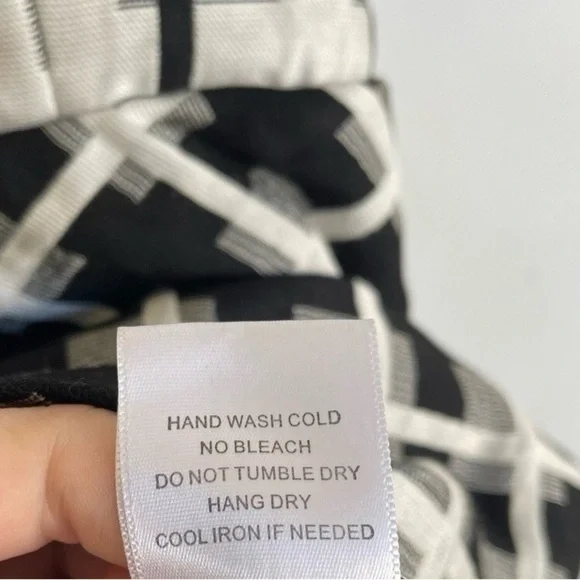 HAND WASH COLD
NO BLEACH
DO NOT TUMBLE DRY
HANG DRY
COOL IRON IF NEEDED